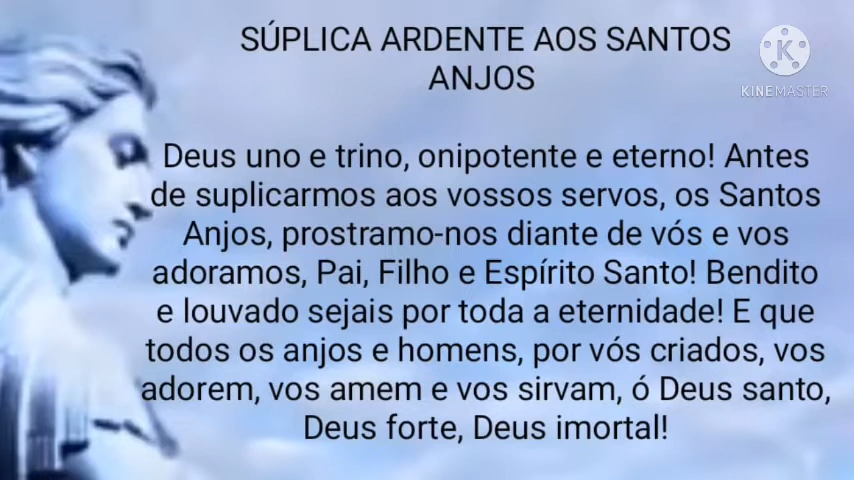 SÚPLICA ARDENTE AOS SANTOS
ANJOS
KINEMASTER
Deus uno e trino, onipotente e eterno! Antes
de suplicarmos aos vossos servos, os Santos
Anjos, prostramo-nos diante de vós e vos
adoramos, Pai, Filho e Espírito Santo! Bendito
e louvado sejais por toda a eternidade! E que
todos os anjos e homens, por vós criados, vos
adorem, vos amem e vos sirvam, ó Deus santo,
Deus forte, Deus imortal!